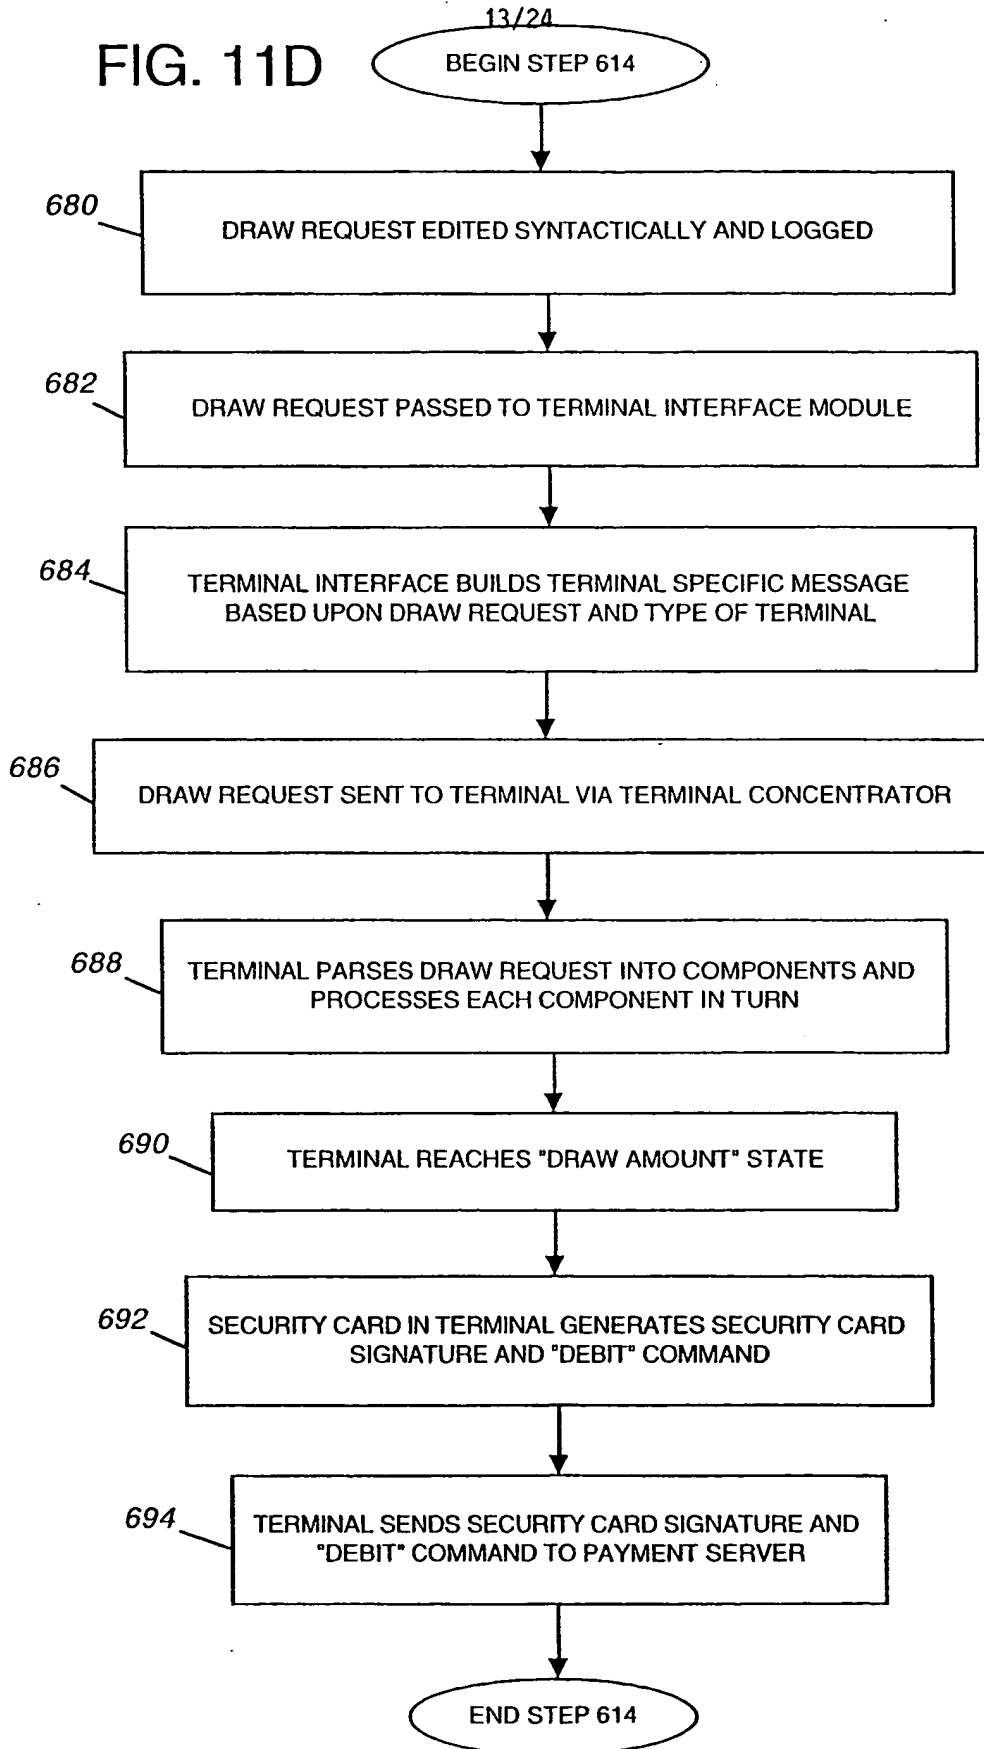 13/24
FIG. 11D
BEGIN STEP 614
680
DRAW REQUEST EDITED SYNTACTICALLY AND LOGGED
682
DRAW REQUEST PASSED TO TERMINAL INTERFACE MODULE
684
TERMINAL INTERFACE BUILDS TERMINAL SPECIFIC MESSAGE
BASED UPON DRAW REQUEST AND TYPE OF TERMINAL
686
DRAW REQUEST SENT TO TERMINAL VIA TERMINAL CONCENTRATOR
688
TERMINAL PARSES DRAW REQUEST INTO COMPONENTS AND
PROCESSES EACH COMPONENT IN TURN
690
TERMINAL REACHES "DRAW AMOUNT" STATE
692
SECURITY CARD IN TERMINAL GENERATES SECURITY CARD
SIGNATURE AND "DEBIT" COMMAND
694
TERMINAL SENDS SECURITY CARD SIGNATURE AND
"DEBIT" COMMAND TO PAYMENT SERVER
END STEP 614